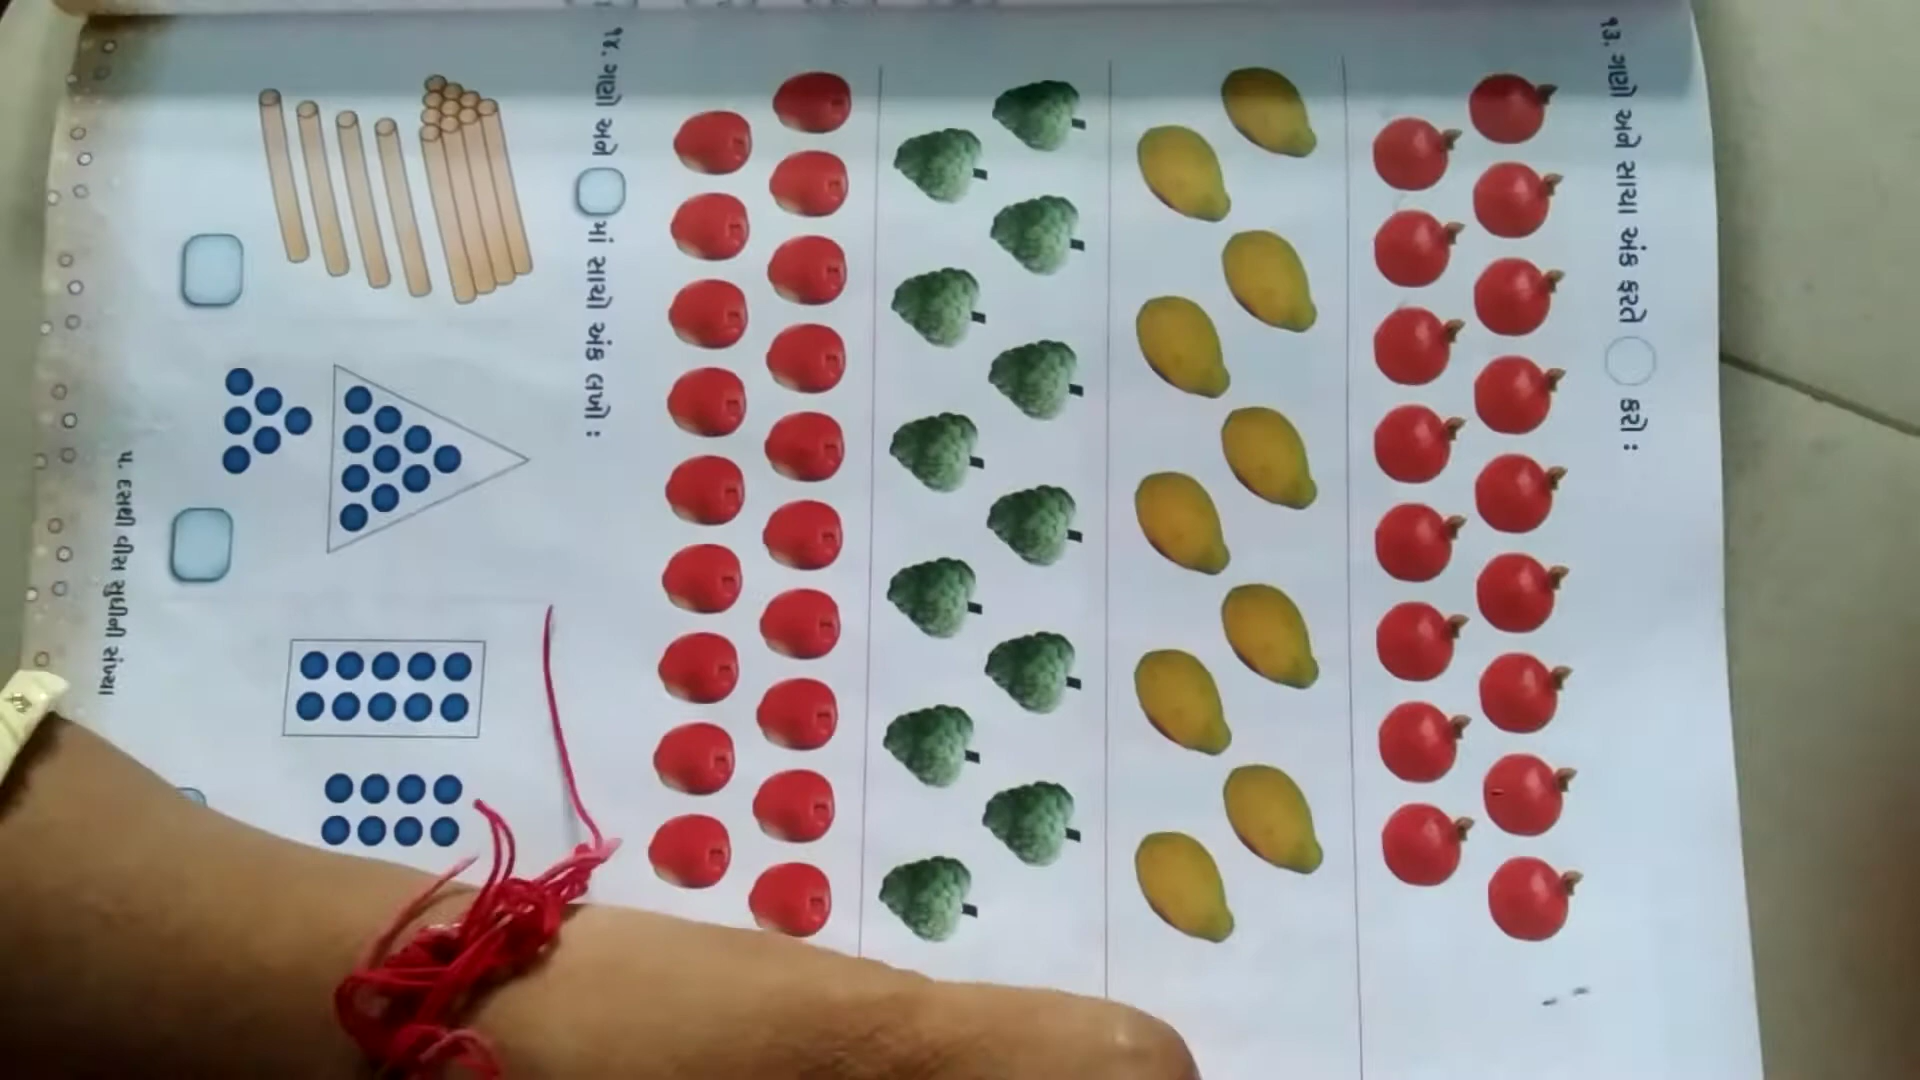 ૧૩. ગણો અને સાચા અંક ફરતે કરો :
૧૪. ગણો અને માં સાચો અંક લખો :
૫. દસથી વીસ સુધીની સંખ્યા